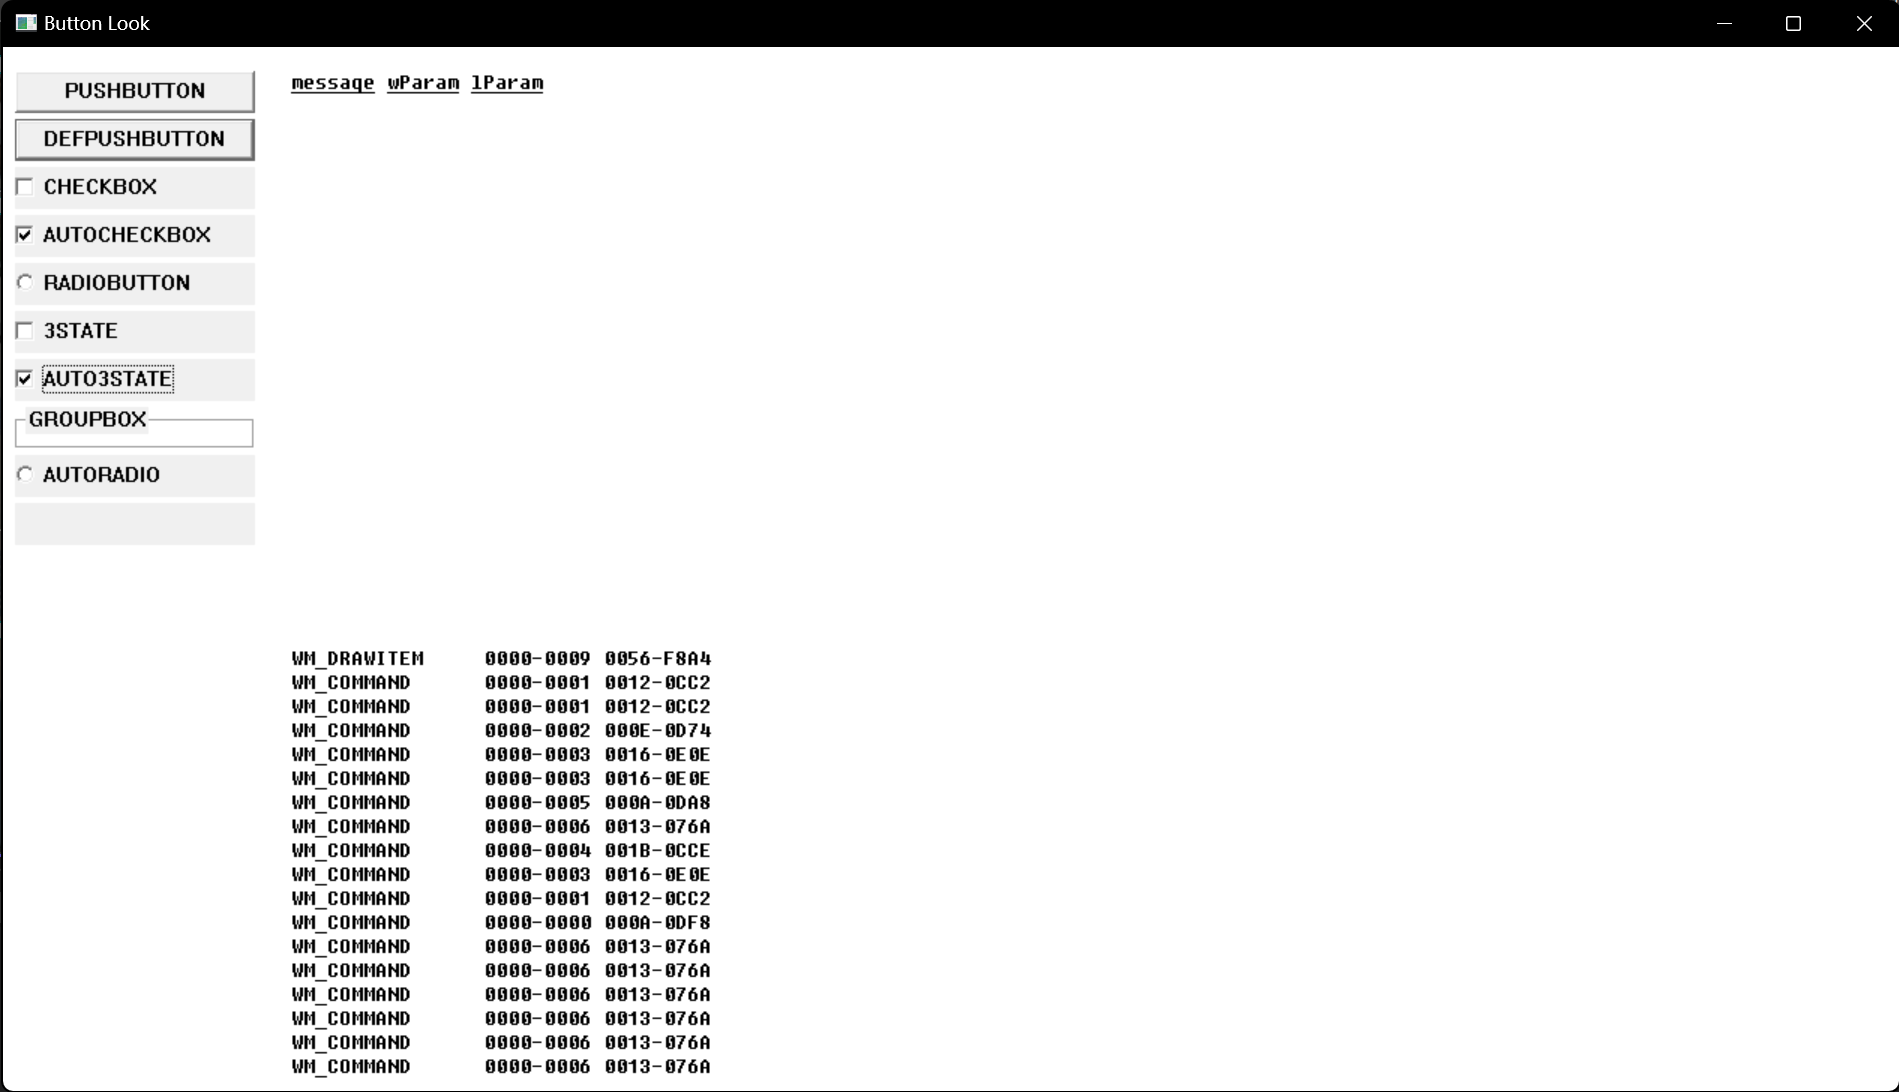 Button Look
PUSHBUTTON
DEFPUSHBUTTON
CHECKBOX
AUTOCHECKBOX
RADIOBUTTON
3STATE
AUTO3STATE
GROUPBOX
AUTORADIO
message wParam lParam
WM_DRAWITEM 0000-0009 0056-F8A4
WM_COMMAND 0000-0001 0012-0CC2
WM_COMMAND 0000-0001 0012-0CC2
WM_COMMAND 0000-0002 000E-0D74
WM_COMMAND 0000-0003 0016-0E0E
WM_COMMAND 0000-0003 0016-0E0E
WM_COMMAND 0000-0005 000A-0DA8
WM_COMMAND 0000-0006 0013-076A
WM_COMMAND 0000-0004 001B-0CCE
WM_COMMAND 0000-0003 0016-0E0E
WM_COMMAND 0000-0001 0012-0CC2
WM_COMMAND 0000-0000 000A-0DF8
WM_COMMAND 0000-0006 0013-076A
WM_COMMAND 0000-0006 0013-076A
WM_COMMAND 0000-0006 0013-076A
WM_COMMAND 0000-0006 0013-076A
WM_COMMAND 0000-0006 0013-076A
WM_COMMAND 0000-0006 0013-076A